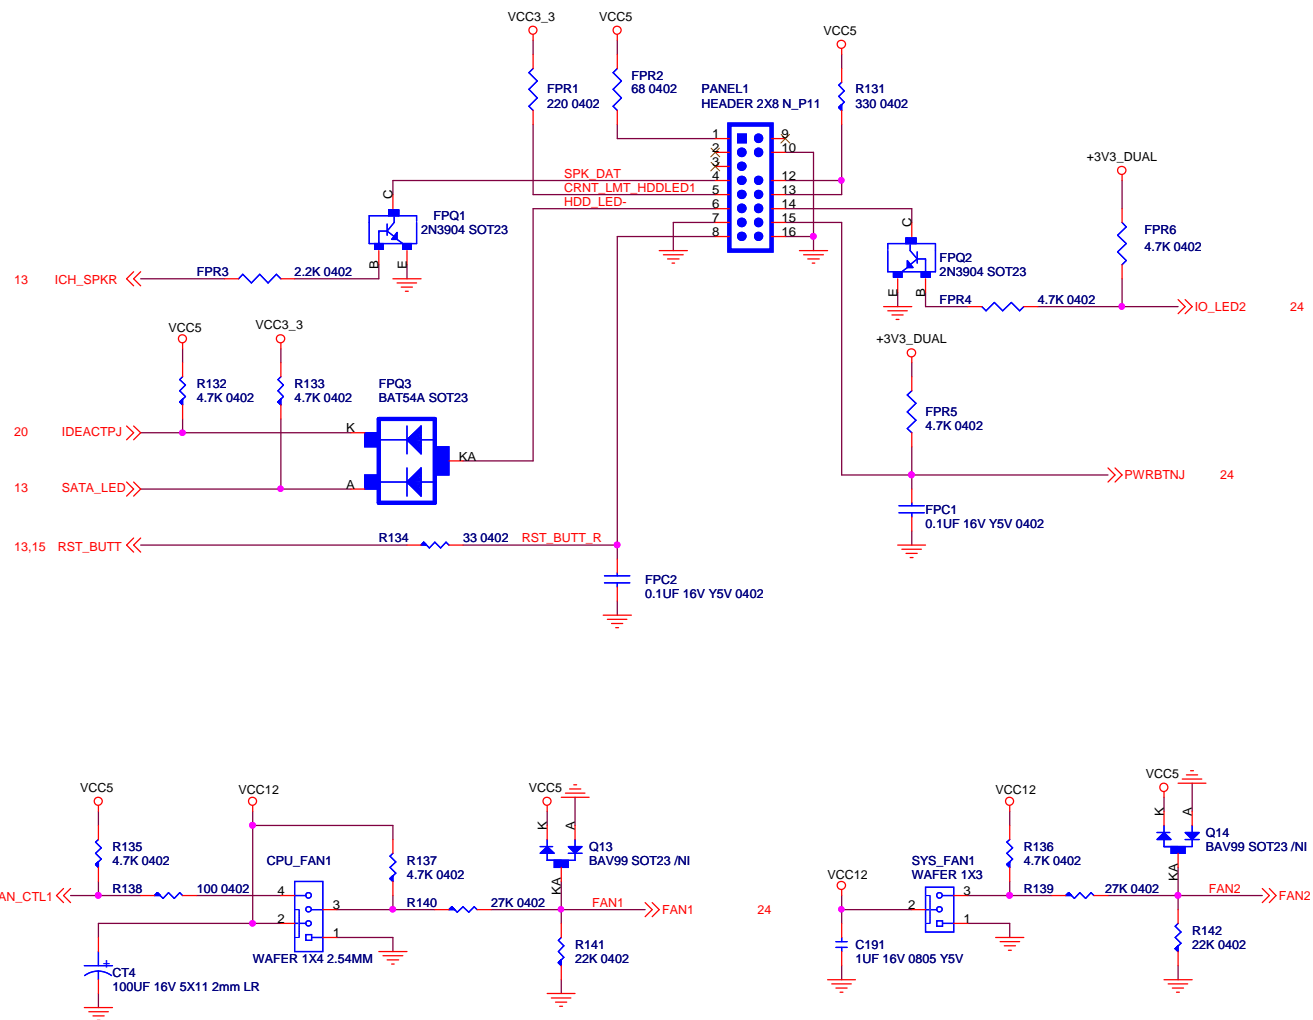 VCC3_3
VCC5
VCC5
FPR1
220 0402
FPR2
68 0402
PANEL1
HEADER 2X8 N_P11
R131
330 0402
1
2
3
4
5
6
7
8
9
10
12
13
14
15
16
SPK_DAT
CRNT_LMT_HDDLED1
HDD_LED-
+3V3_DUAL
C
FPQ1
2N3904 SOT23
B
E
13 ICH_SPKR
FPR3
2.2K 0402
C
FPQ2
2N3904 SOT23
E
B
FPR6
4.7K 0402
FPR4
4.7K 0402
IO_LED2 24
VCC5
VCC3_3
R132
4.7K 0402
R133
4.7K 0402
FPQ3
BAT54A SOT23
+3V3_DUAL
FPR5
4.7K 0402
20 IDEACTPJ
K
KA
13 SATA_LED
A
PWRBTNJ 24
FPC1
0.1UF 16V Y5V 0402
13,15 RST_BUTT
R134
33 0402
RST_BUTT_R
FPC2
0.1UF 16V Y5V 0402
VCC5
VCC12
VCC5
K
A
R135
4.7K 0402
CPU_FAN1
R137
4.7K 0402
Q13
BAV99 SOT23 /NI
KA
AN_CTL1
R138
100 0402
4
3
2
1
R140
27K 0402
FAN1
FAN1 24
R141
22K 0402
WAFER 1X4 2.54MM
+
CT4
100UF 16V 5X11 2mm LR
VCC12
VCC12
VCC5
K
A
R136
4.7K 0402
SYS_FAN1
WAFER 1X3
Q14
BAV99 SOT23 /NI
KA
2
3
1
R139
27K 0402
FAN2
FAN2
C191
1UF 16V 0805 Y5V
R142
22K 0402